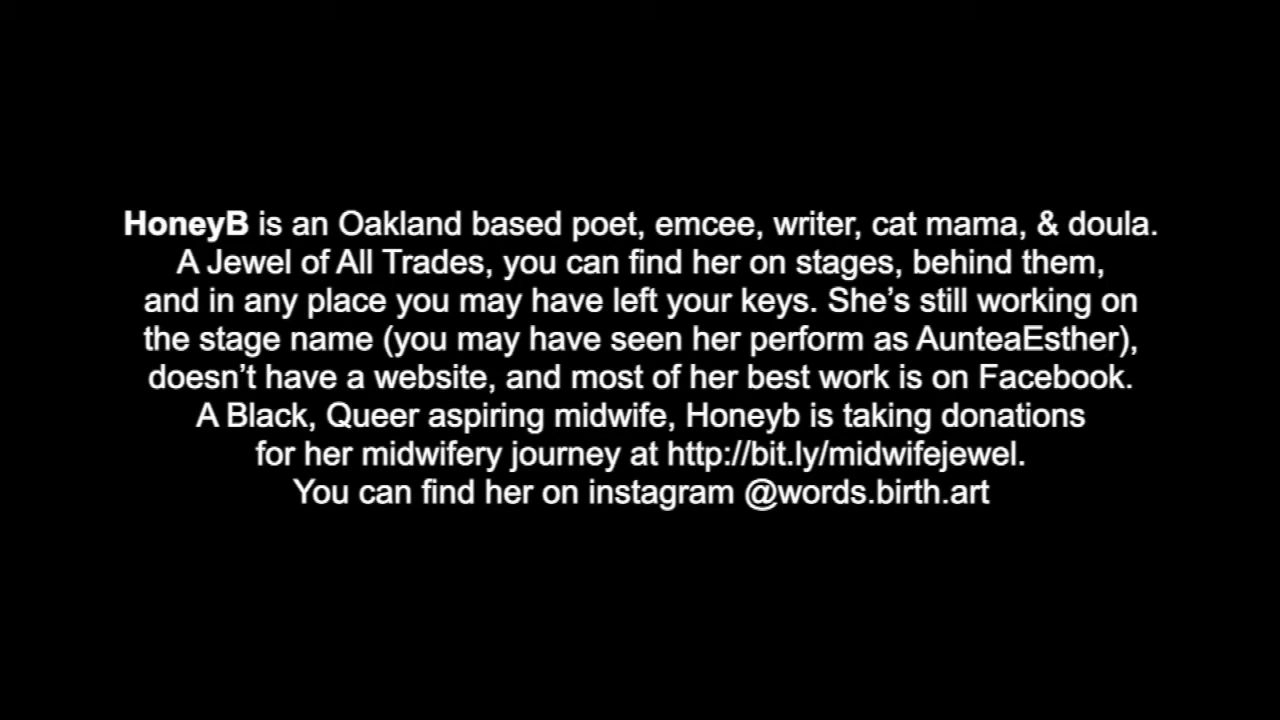 HoneyB is an Oakland based poet, emcee, writer, cat mama, & doula.
A Jewel of All Trades, you can find her on stages, behind them,
and in any place you may have left your keys. She’s still working on
the stage name (you may have seen her perform as AunteaEsther),
doesn’t have a website, and most of her best work is on Facebook.
A Black, Queer aspiring midwife, Honeyb is taking donations
for her midwifery journey at http://bit.ly/midwifejewel.
You can find her on instagram @words.birth.art